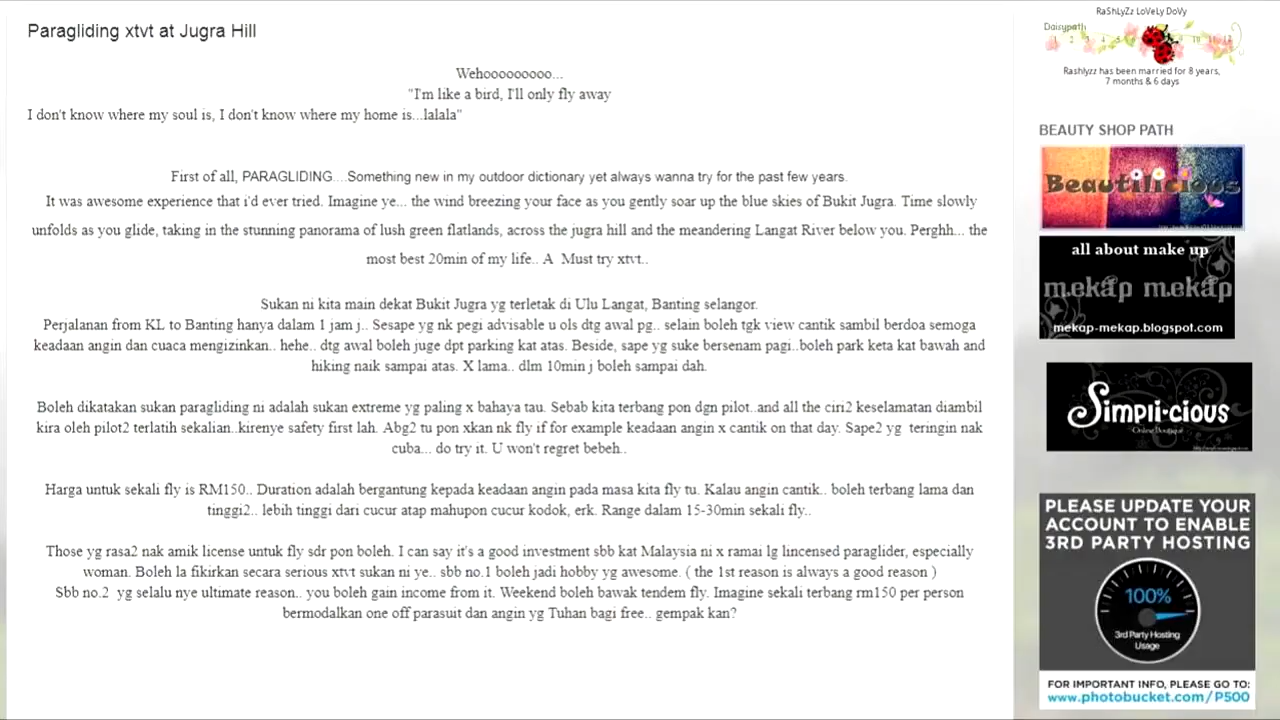 Paragliding xtvt at Jugra Hill
Wehooooooooo...
"I'm like a bird, I'll only fly away
I don't know where my soul is, I don't know where my home is...lalala"
First of all, PARAGLIDING....Something new in my outdoor dictionary yet always wanna try for the past few years.
It was awesome experience that i'd ever tried. Imagine ye... the wind breezing your face as you gently soar up the blue skies of Bukit Jugra. Time slowly
unfolds as you glide, taking in the stunning panorama of lush green flatlands, across the jugra hill and the meandering Langat River below you. Perghh... the
most best 20min of my life.. A Must try xtvt..
Sukan ni kita main dekat Bukit Jugra yg terletak di Ulu Langat, Banting selangor.
Perjalanan from KL to Banting hanya dalam 1 jam j.. Sesape yg nk pegi advisable u ols dtg awal pg.. selain boleh tgk view cantik sambil berdoa semoga
keadaan angin dan cuaca mengizinkan.. hehe.. dtg awal boleh juge dpt parking kat atas. Beside, sape yg suke bersenam pagi..boleh park keta kat bawah and
hiking naik sampai atas. X lama.. dlm 10min j boleh sampai dah.
Boleh dikatakan sukan paragliding ni adalah sukan extreme yg paling x bahaya tau. Sebab kita terbang pon dgn pilot..and all the ciri2 keselamatan diambil
kira oleh pilot2 terlatih sekalian..kirenye safety first lah. Abg2 tu pon xkan nk fly if for example keadaan angin x cantik on that day. Sape2 yg teringin nak
cuba... do try it. U won't regret bebeh..
Harga untuk sekali fly is RM150.. Duration adalah bergantung kepada keadaan angin pada masa kita fly tu. Kalau angin cantik.. boleh terbang lama dan
tinggi2.. lebih tinggi dari cucur atap mahupon cucur kodok, erk. Range dalam 15-30min sekali fly..
Those yg rasa2 nak amik license untuk fly sdr pon boleh. I can say it's a good investment sbb kat Malaysia ni x ramai lg lincensed paraglider, especially
woman. Boleh la fikirkan secara serious xtvt sukan ni ye.. sbb no.1 boleh jadi hobby yg awesome. ( the 1st reason is always a good reason )
Sbb no.2 yg selalu nye ultimate reason.. you boleh gain income from it. Weekend boleh bawak tendem fly. Imagine sekali terbang rm150 per person
bermodalkan one off parasuit dan angin yg Tuhan bagi free.. gempak kan?
RaShLyZz LoVeLy DoVy
Daisypath
Rashlyzz has been married for 8 years,
7 months & 6 days
BEAUTY SHOP PATH
Beautilicious
all about make up
mekap mekap
mekap-mekap.blogspot.com
Simpli-cious
Online Boutique
PLEASE UPDATE YOUR
ACCOUNT TO ENABLE
3RD PARTY HOSTING
100%
3rd Party Hosting
Usage
FOR IMPORTANT INFO, PLEASE GO TO:
www.photobucket.com/P500